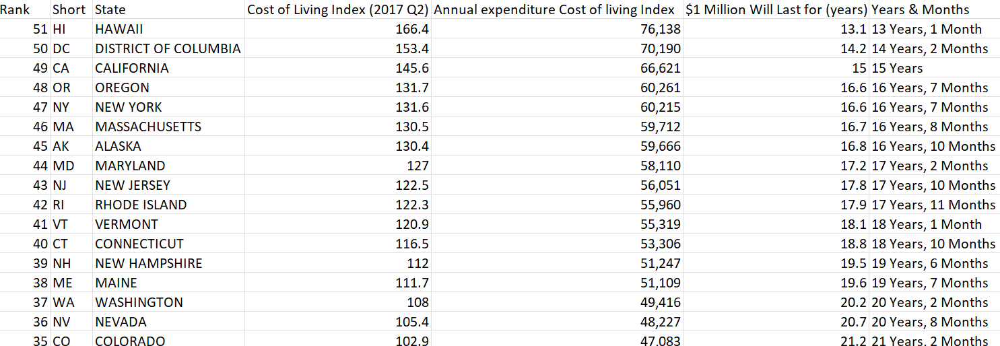 Rank Short State Cost of Living Index (2017 Q2) Annual expenditure Cost of living Index $1 Million Will Last for (years) Years & Months
51 HI HAWAII 166.4 76,138 13.1 13 Years, 1 Month
50 DC DISTRICT OF COLUMBIA 153.4 70,190 14.2 14 Years, 2 Months
49 CA CALIFORNIA 145.6 66,621 15 15 Years
48 OR OREGON 131.7 60,261 16.6 16 Years, 7 Months
47 NY NEW YORK 131.6 60,215 16.6 16 Years, 7 Months
46 MA MASSACHUSETTS 130.5 59,712 16.7 16 Years, 8 Months
45 AK ALASKA 130.4 59,666 16.8 16 Years, 10 Months
44 MD MARYLAND 127 58,110 17.2 17 Years, 2 Months
43 NJ NEW JERSEY 122.5 56,051 17.8 17 Years, 10 Months
42 RI RHODE ISLAND 122.3 55,960 17.9 17 Years, 11 Months
41 VT VERMONT 120.9 55,319 18.1 18 Years, 1 Month
40 CT CONNECTICUT 116.5 53,306 18.8 18 Years, 10 Months
39 NH NEW HAMPSHIRE 112 51,247 19.5 19 Years, 6 Months
38 ME MAINE 111.7 51,109 19.6 19 Years, 7 Months
37 WA WASHINGTON 108 49,416 20.2 20 Years, 2 Months
36 NV NEVADA 105.4 48,227 20.7 20 Years, 8 Months
35 CO COLORADO 102.9 47,083 21.2 21 Years, 2 Months